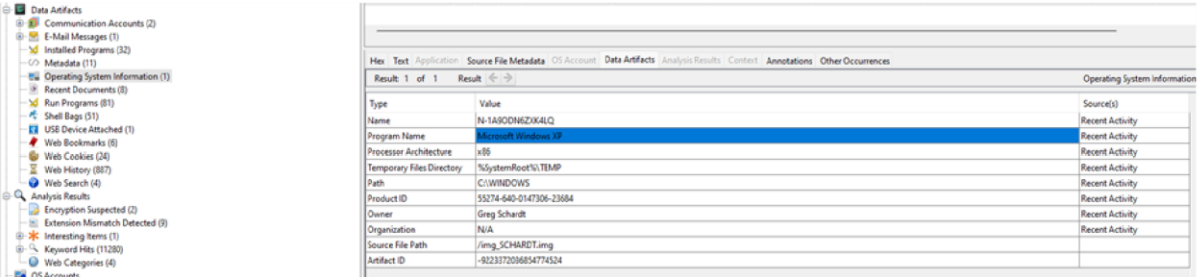 Data Artifacts
Communication Accounts (2)
E-Mail Messages (1)
Installed Programs (32)
Metadata (11)
Operating System Information (1)
Recent Documents (8)
Run Programs (81)
Shell Bags (51)
USB Device Attached (1)
Web Bookmarks (6)
Web Cookies (24)
Web History (887)
Web Search (4)
Analysis Results
Encryption Suspected (2)
Extension Mismatch Detected (9)
Interesting Items (1)
Keyword Hits (11280)
Web Categories (4)
OS Accounts
Hex Text Application Source File Metadata OS Account Data Artifacts Analysis Results Context Annotations Other Occurrences
Result: 1 of 1 Result Operating System Information
Type Value Source(s)
Name N-1A9ODN6ZXK4LQ Recent Activity
Program Name Microsoft Windows XP Recent Activity
Processor Architecture x86 Recent Activity
Temporary Files Directory %SystemRoot%\TEMP Recent Activity
Path C:\WINDOWS Recent Activity
Product ID 55274-640-0147306-23684 Recent Activity
Owner Greg Schardt Recent Activity
Organization N/A Recent Activity
Source File Path /img_SCHARDT.img
Artifact ID -9223372036854774524